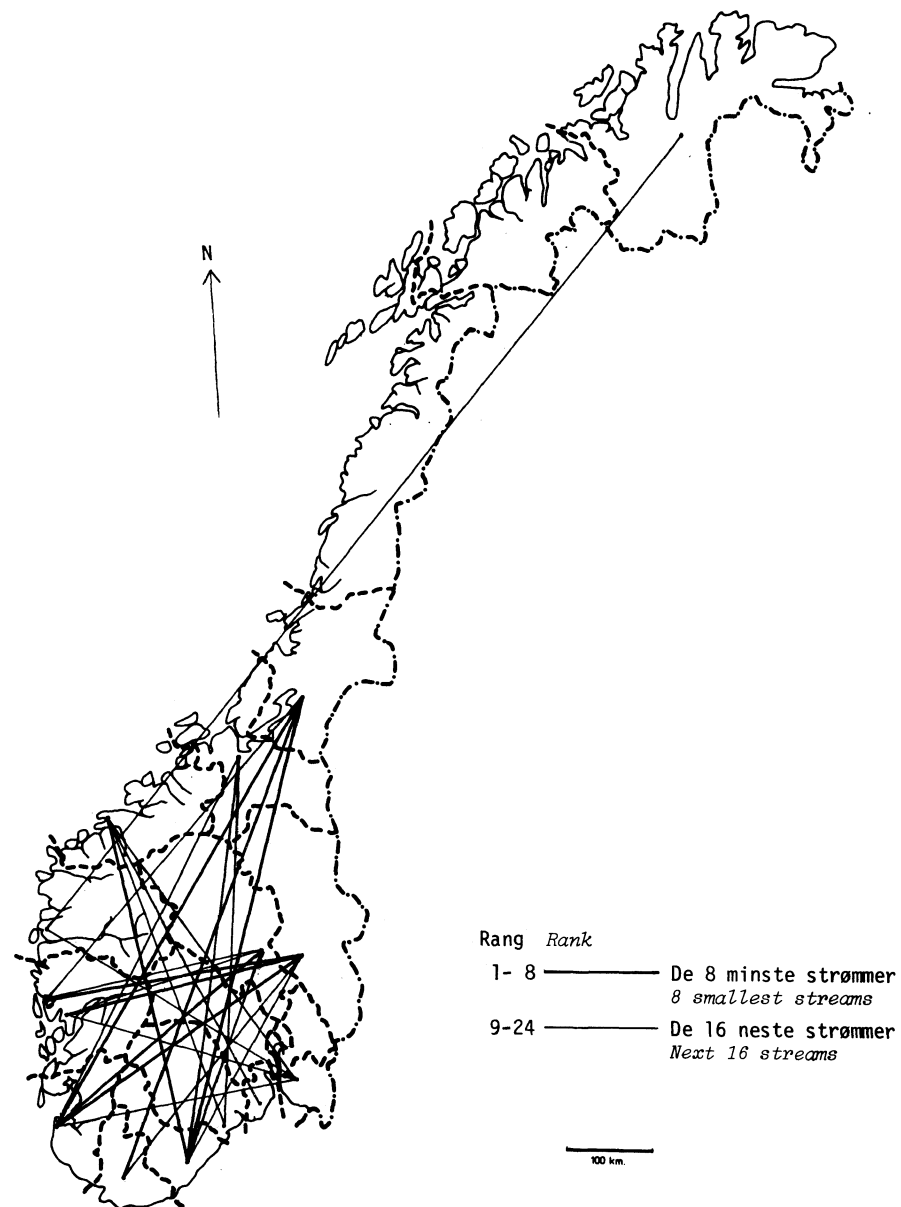 N
Rang Rank
1- 8 De 8 minste strømmer
8 smallest streams
9-24 De 16 neste strømmer
Next 16 streams
100 km.